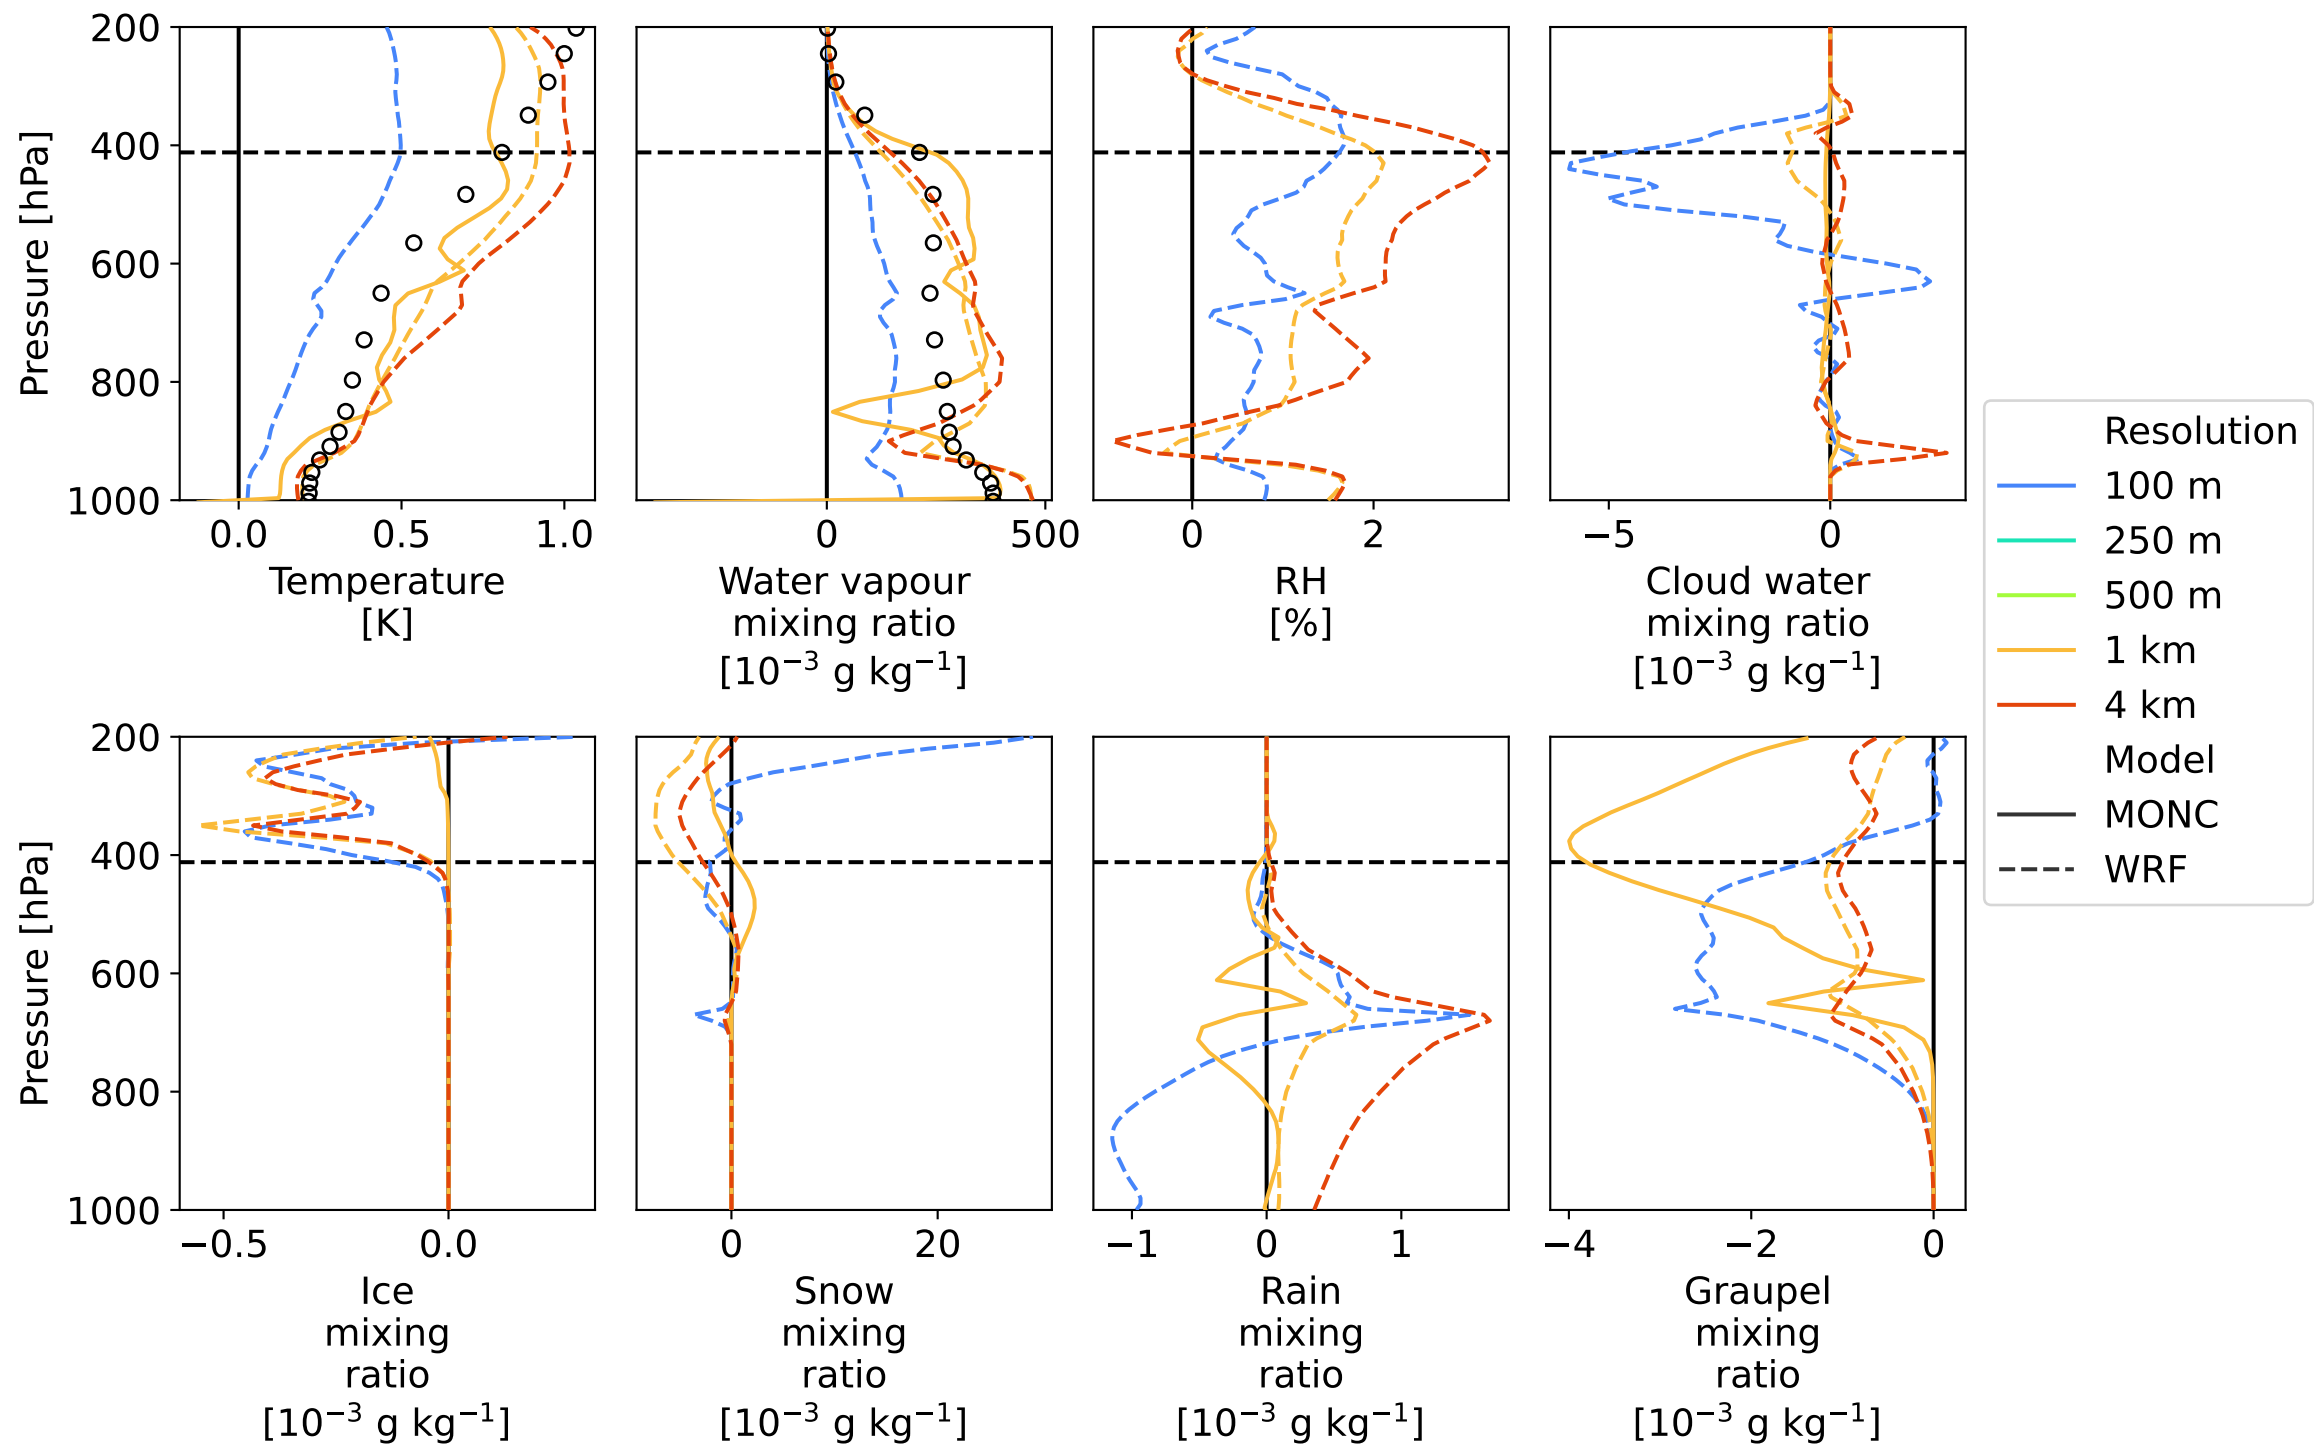 200
400
600
800
1000
Pressure [hPa]
0.0 0.5 1.0
Temperature
[K]
0 500
Water vapour
mixing ratio
[10⁻³ g kg⁻¹]
0 2
RH
[%]
−5 0
Cloud water
mixing ratio
[10⁻³ g kg⁻¹]
Resolution
100 m
250 m
500 m
1 km
4 km
Model
MONC
WRF
200
400
600
800
1000
Pressure [hPa]
−0.5 0.0
Ice
mixing
ratio
[10⁻³ g kg⁻¹]
0 20
Snow
mixing
ratio
[10⁻³ g kg⁻¹]
−1 0 1
Rain
mixing
ratio
[10⁻³ g kg⁻¹]
−4 −2 0
Graupel
mixing
ratio
[10⁻³ g kg⁻¹]